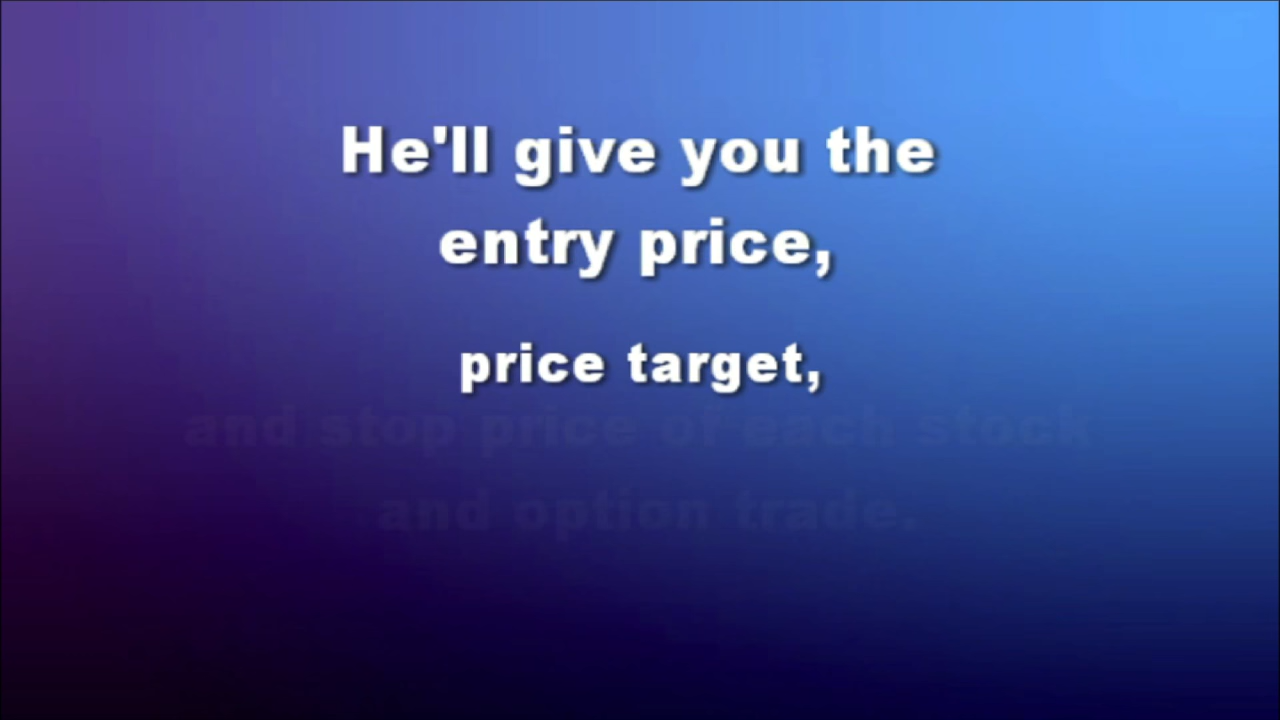 He'll give you the
entry price,
price target,
and stop price of each stock
and option trade.